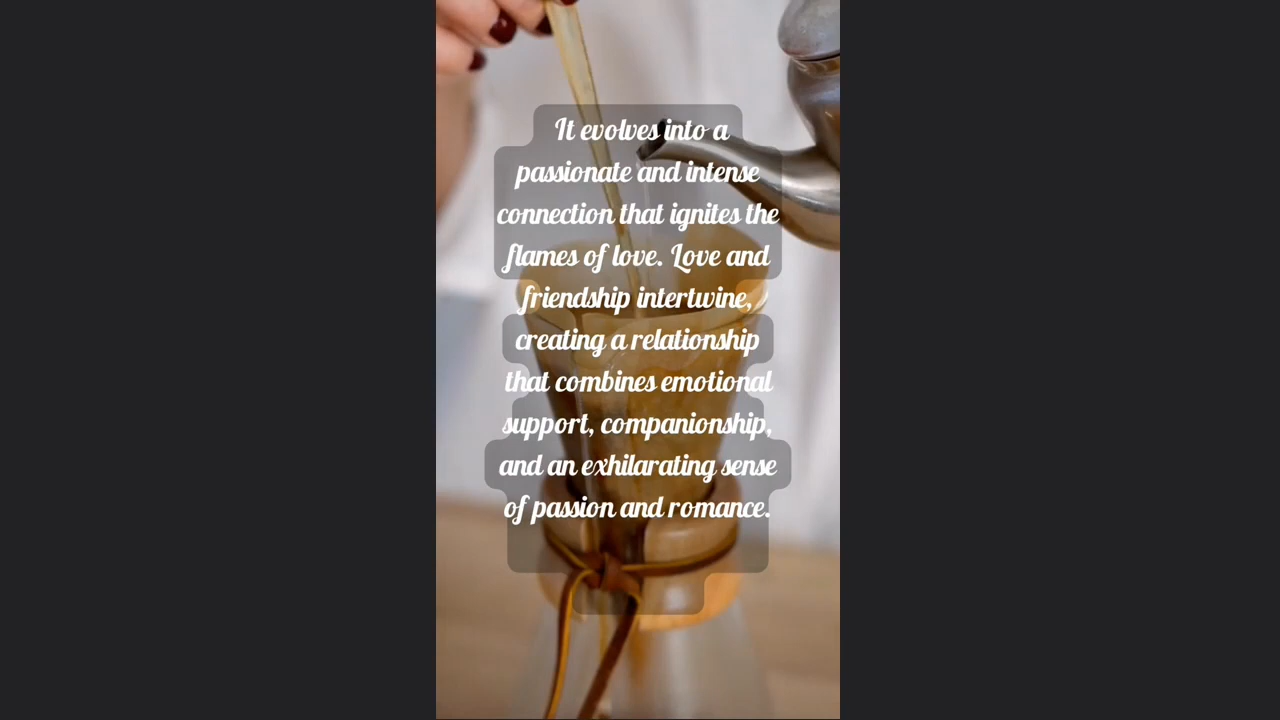 It evolves into a
passionate and intense
connection that ignites the
flames of love. Love and
friendship intertwine,
creating a relationship
that combines emotional
support, companionship,
and an exhilarating sense
of passion and romance.